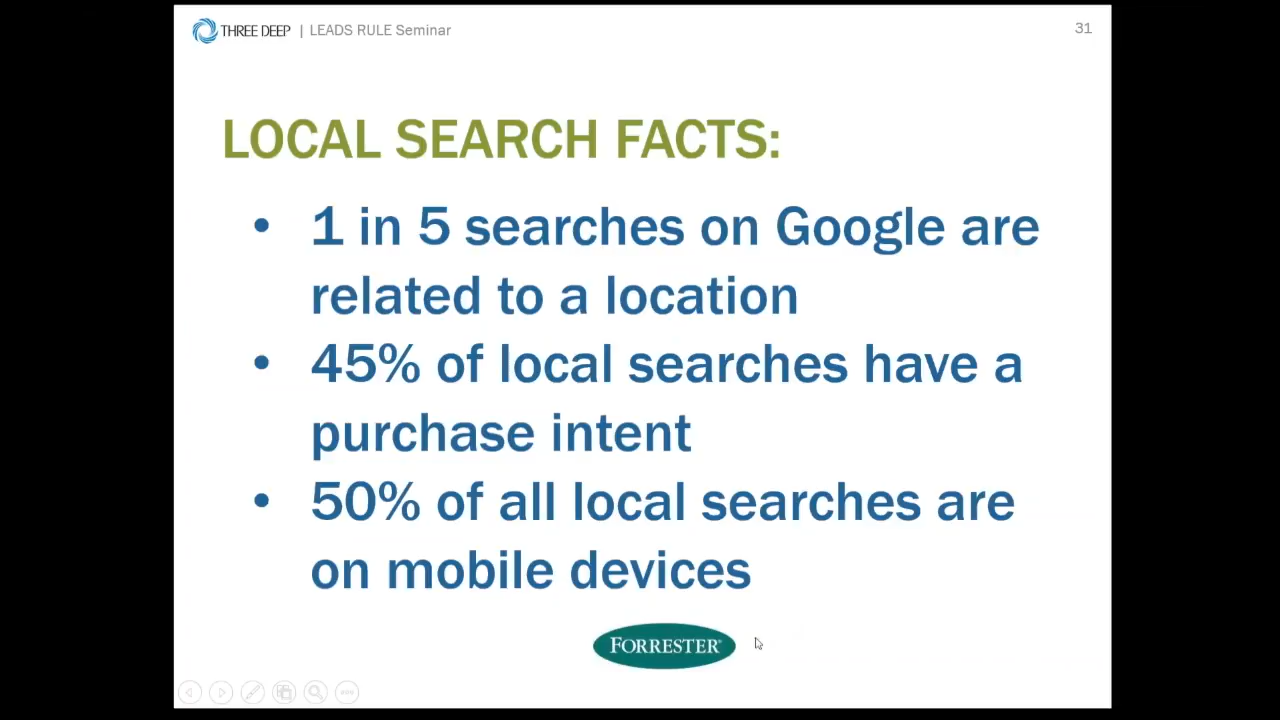 THREE DEEP | LEADS RULE Seminar
31
LOCAL SEARCH FACTS:
• 1 in 5 searches on Google are
related to a location
• 45% of local searches have a
purchase intent
• 50% of all local searches are
on mobile devices
FORRESTER®